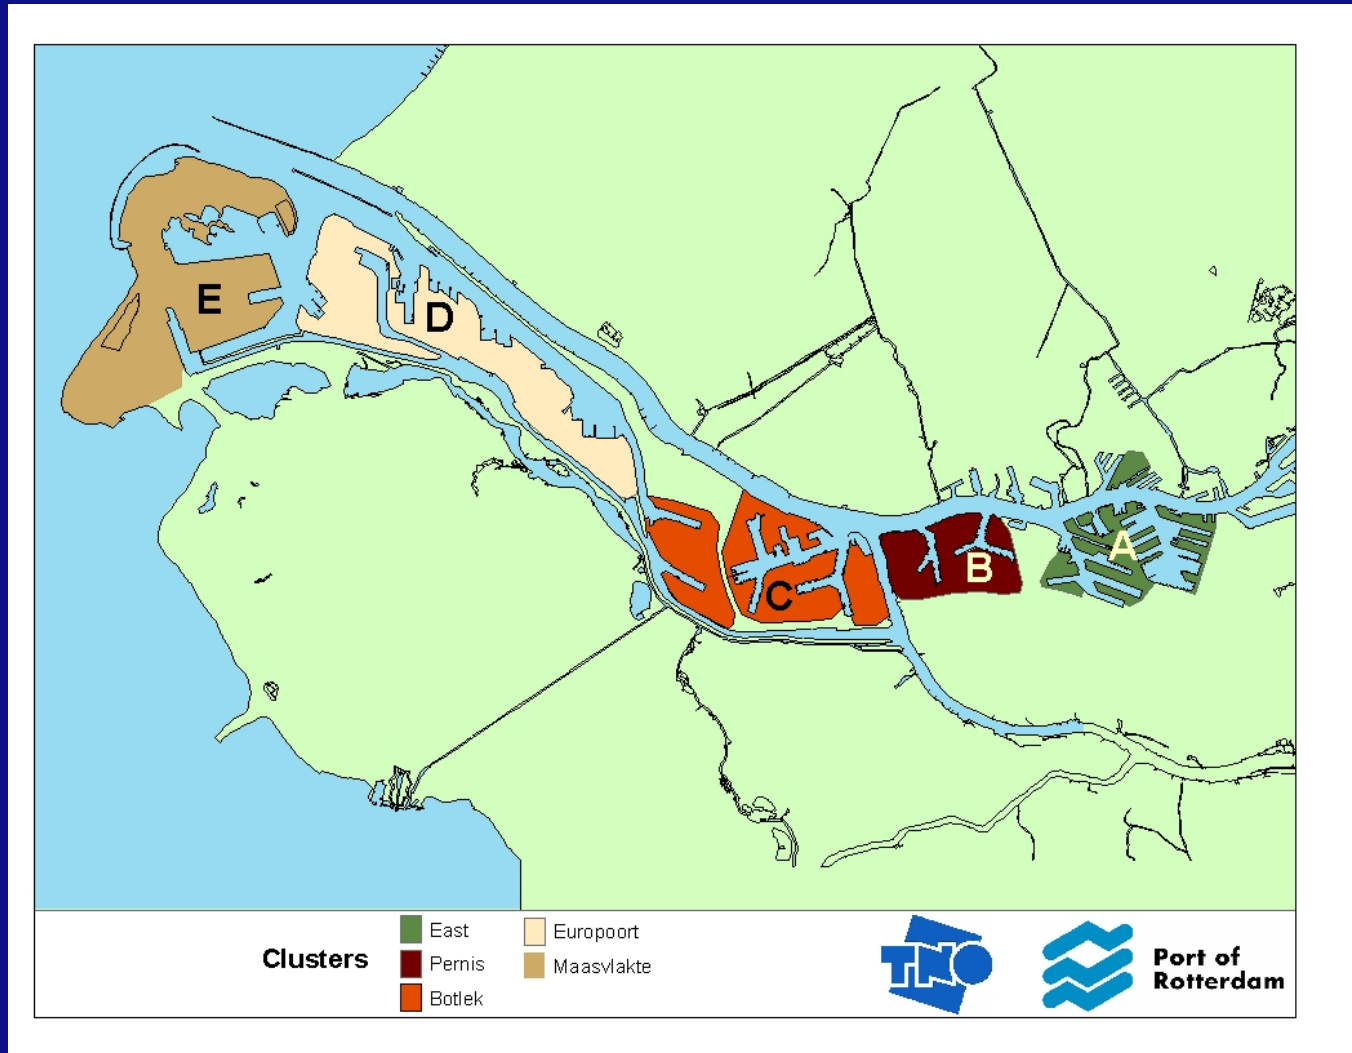 E
D
A
B
C
Clusters
East
Pernis
Botlek
Europoort
Maasvlakte
TNO
Port of
Rotterdam